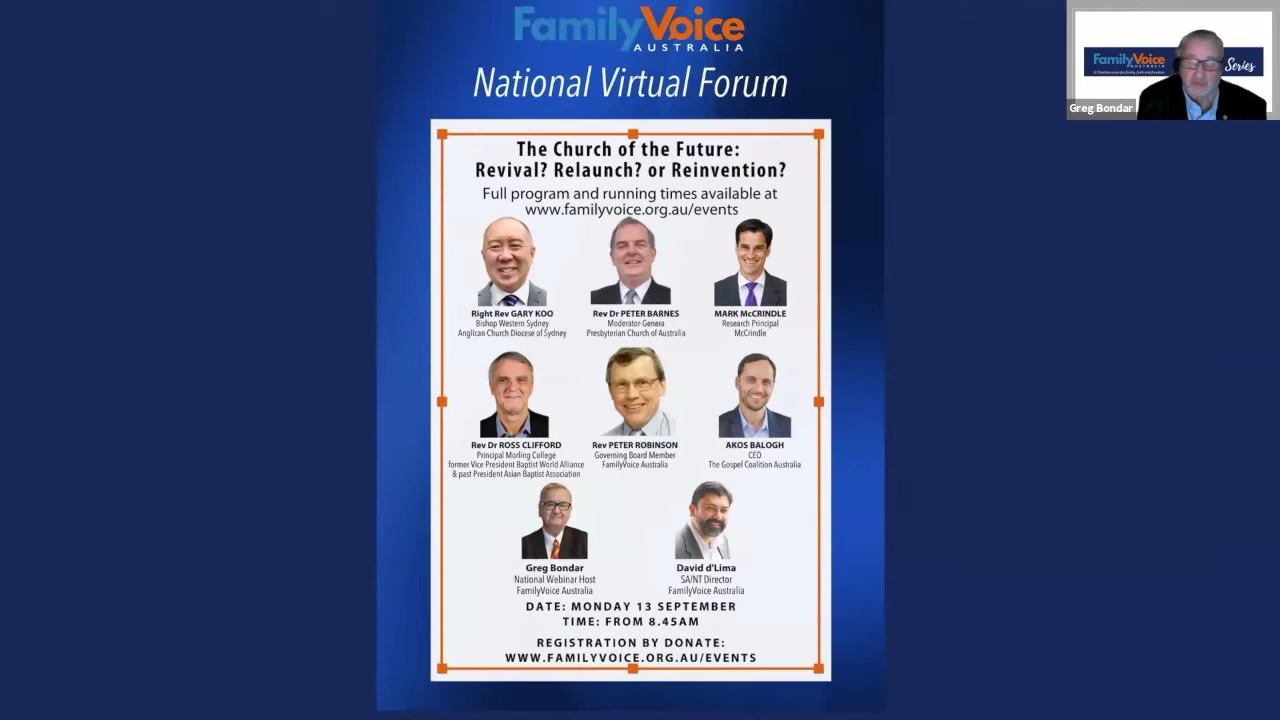 FamilyVoice
AUSTRALIA
National Virtual Forum
The Church of the Future:
Revival? Relaunch? or Reinvention?
Full program and running times available at
www.familyvoice.org.au/events
Right Rev GARY KOO
Bishop Western Sydney
Anglican Church Diocese of Sydney
Rev Dr PETER BARNES
Moderator-Genera
Presbyterian Church of Australia
MARK McCRINDLE
Research Principal
McCrindle
Rev Dr ROSS CLIFFORD
Principal Morling College
former Vice President Baptist World Alliance
& past President Asian Baptist Association
Rev PETER ROBINSON
Governing Board Member
FamilyVoice Australia
AKOS BALOGH
CEO
The Gospel Coalition Australia
Greg Bondar
National Webinar Host
FamilyVoice Australia
David d'Lima
SA/NT Director
FamilyVoice Australia
DATE: MONDAY 13 SEPTEMBER
TIME: FROM 8.45AM
REGISTRATION BY DONATE:
WWW.FAMILYVOICE.ORG.AU/EVENTS
FamilyVoice
AUSTRALIA
Series
Greg Bondar